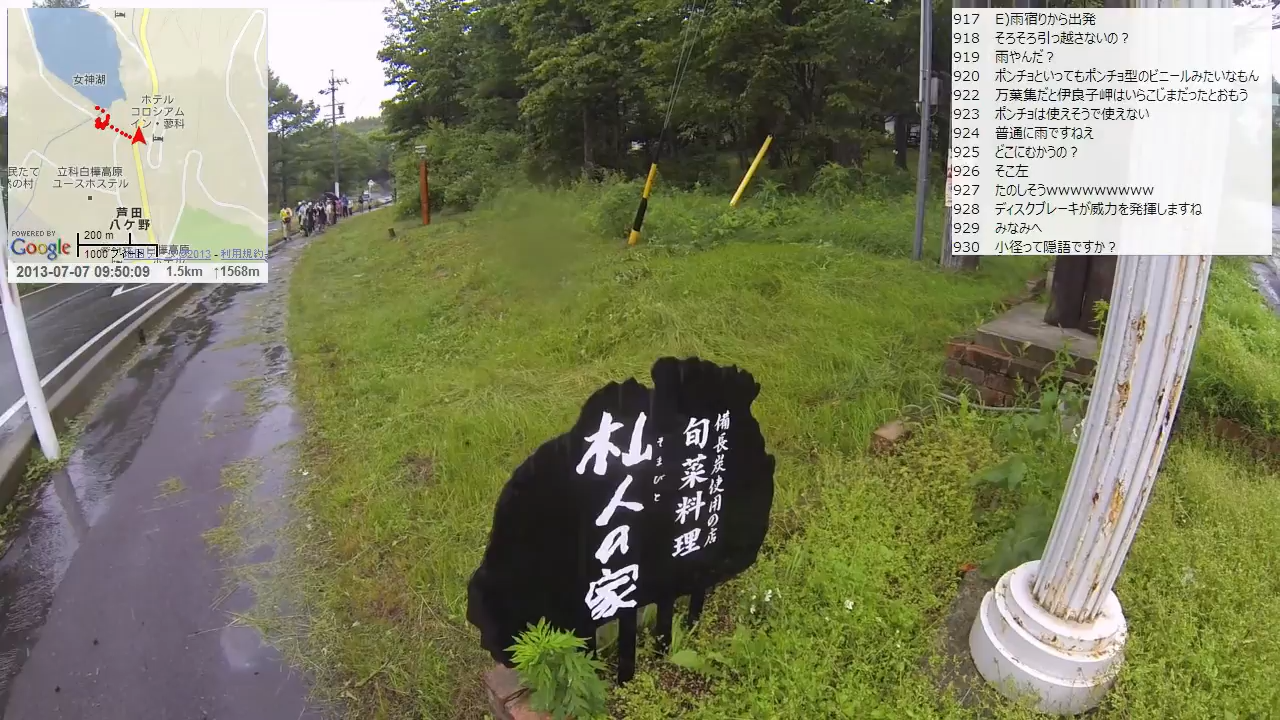 女神湖
ホテル
コロシアム
イン・蓼科
立科白樺高原
ユースホステル
芦田
八ケ野
POWERED BY
Google
200 m
2013-07-07 09:50:09 1.5km ↑1568m
917 E)雨宿りから出発
918 そろそろ引っ越さないの？
919 雨やんだ？
920 ポンチョといってもポンチョ型のビニールみたいなもん
922 万葉集だと伊良子岬はいらこじまだったとおもう
923 ポンチョは使えそうで使えない
924 普通に雨ですねえ
925 どこにむかうの？
926 そこ左
927 たのしそうwwwwwwwwww
928 ディスクブレーキが威力を発揮しますね
929 みなみへ
930 小径って隠語ですか？
備長炭使用の店
旬菜料理
杣人の家
そまびと